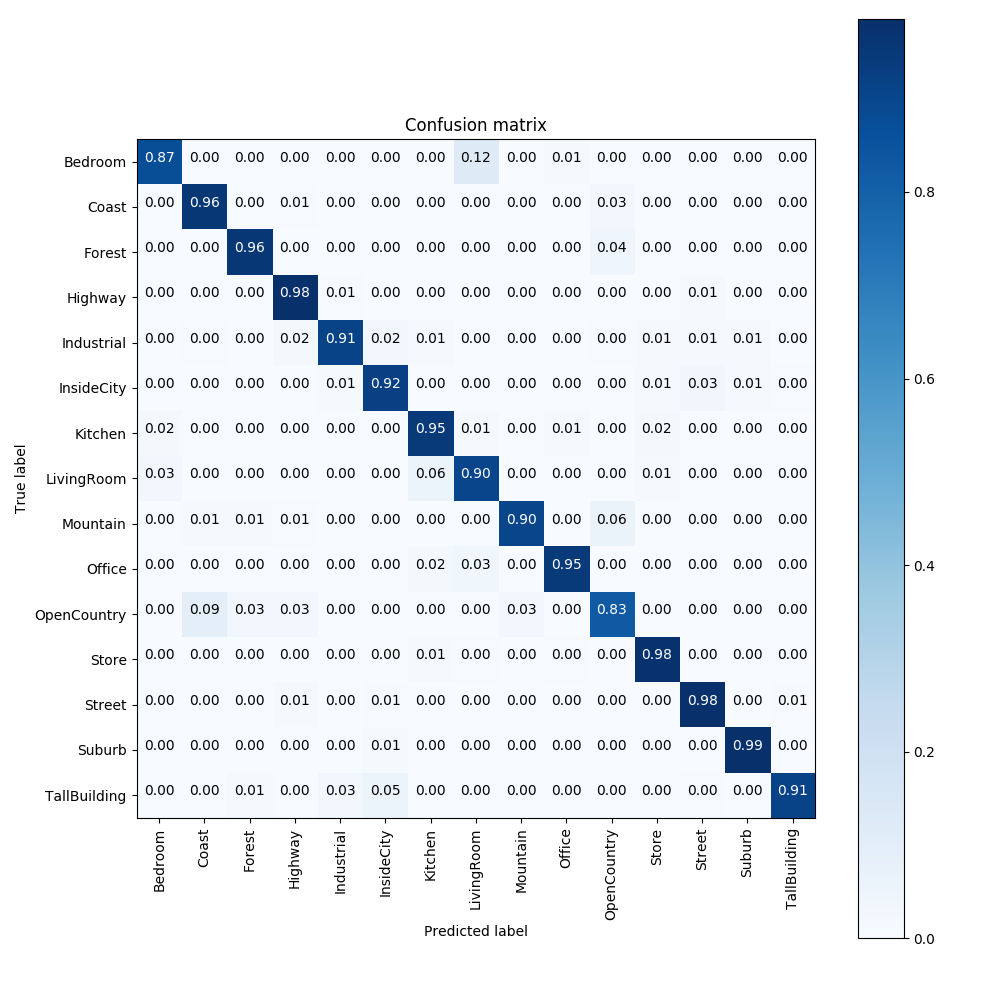 Confusion matrix
Bedroom 0.87 0.00 0.00 0.00 0.00 0.00 0.00 0.12 0.00 0.01 0.00 0.00 0.00 0.00 0.00
Coast 0.00 0.96 0.00 0.01 0.00 0.00 0.00 0.00 0.00 0.00 0.03 0.00 0.00 0.00 0.00
Forest 0.00 0.00 0.96 0.00 0.00 0.00 0.00 0.00 0.00 0.00 0.04 0.00 0.00 0.00 0.00
Highway 0.00 0.00 0.00 0.98 0.01 0.00 0.00 0.00 0.00 0.00 0.00 0.00 0.01 0.00 0.00
Industrial 0.00 0.00 0.00 0.02 0.91 0.02 0.01 0.00 0.00 0.00 0.00 0.01 0.01 0.01 0.00
InsideCity 0.00 0.00 0.00 0.00 0.01 0.92 0.00 0.00 0.00 0.00 0.00 0.01 0.03 0.01 0.00
Kitchen 0.02 0.00 0.00 0.00 0.00 0.00 0.95 0.01 0.00 0.01 0.00 0.02 0.00 0.00 0.00
LivingRoom 0.03 0.00 0.00 0.00 0.00 0.00 0.06 0.90 0.00 0.00 0.00 0.01 0.00 0.00 0.00
Mountain 0.00 0.01 0.01 0.01 0.00 0.00 0.00 0.00 0.90 0.00 0.06 0.00 0.00 0.00 0.00
Office 0.00 0.00 0.00 0.00 0.00 0.00 0.02 0.03 0.00 0.95 0.00 0.00 0.00 0.00 0.00
OpenCountry 0.00 0.09 0.03 0.03 0.00 0.00 0.00 0.00 0.03 0.00 0.83 0.00 0.00 0.00 0.00
Store 0.00 0.00 0.00 0.00 0.00 0.00 0.01 0.00 0.00 0.00 0.00 0.98 0.00 0.00 0.00
Street 0.00 0.00 0.00 0.01 0.00 0.01 0.00 0.00 0.00 0.00 0.00 0.00 0.98 0.00 0.01
Suburb 0.00 0.00 0.00 0.00 0.00 0.01 0.00 0.00 0.00 0.00 0.00 0.00 0.00 0.99 0.00
TallBuilding 0.00 0.00 0.01 0.00 0.03 0.05 0.00 0.00 0.00 0.00 0.00 0.00 0.00 0.00 0.91
True label
Bedroom Coast Forest Highway Industrial InsideCity Kitchen LivingRoom Mountain Office OpenCountry Store Street Suburb TallBuilding
Predicted label
0.8
0.6
0.4
0.2
0.0